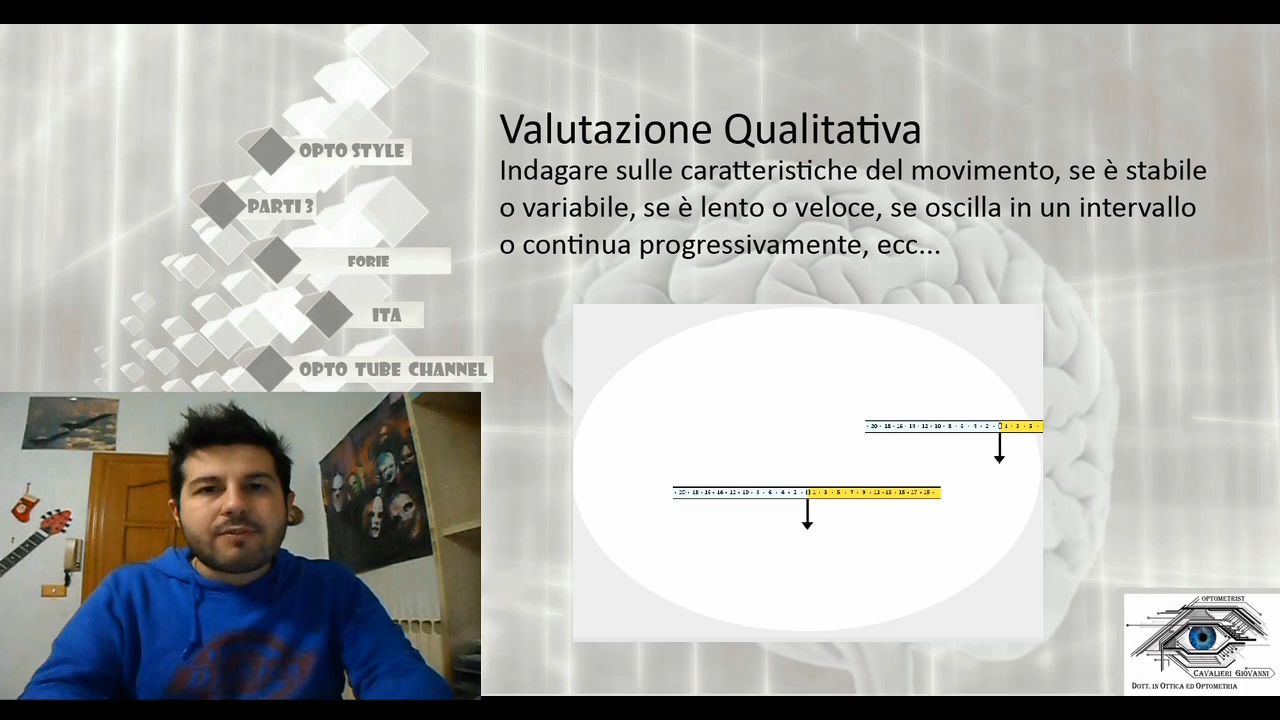 OPTO STYLE
PARTI 3
FORIE
ITA
OPTO TUBE CHANNEL
Valutazione Qualitativa
Indagare sulle caratteristiche del movimento, se è stabile
o variabile, se è lento o veloce, se oscilla in un intervallo
o continua progressivamente, ecc...
OPTOMETRIST
CAVALIERI GIOVANNI
DOTT. IN OTTICA ED OPTOMETRIA